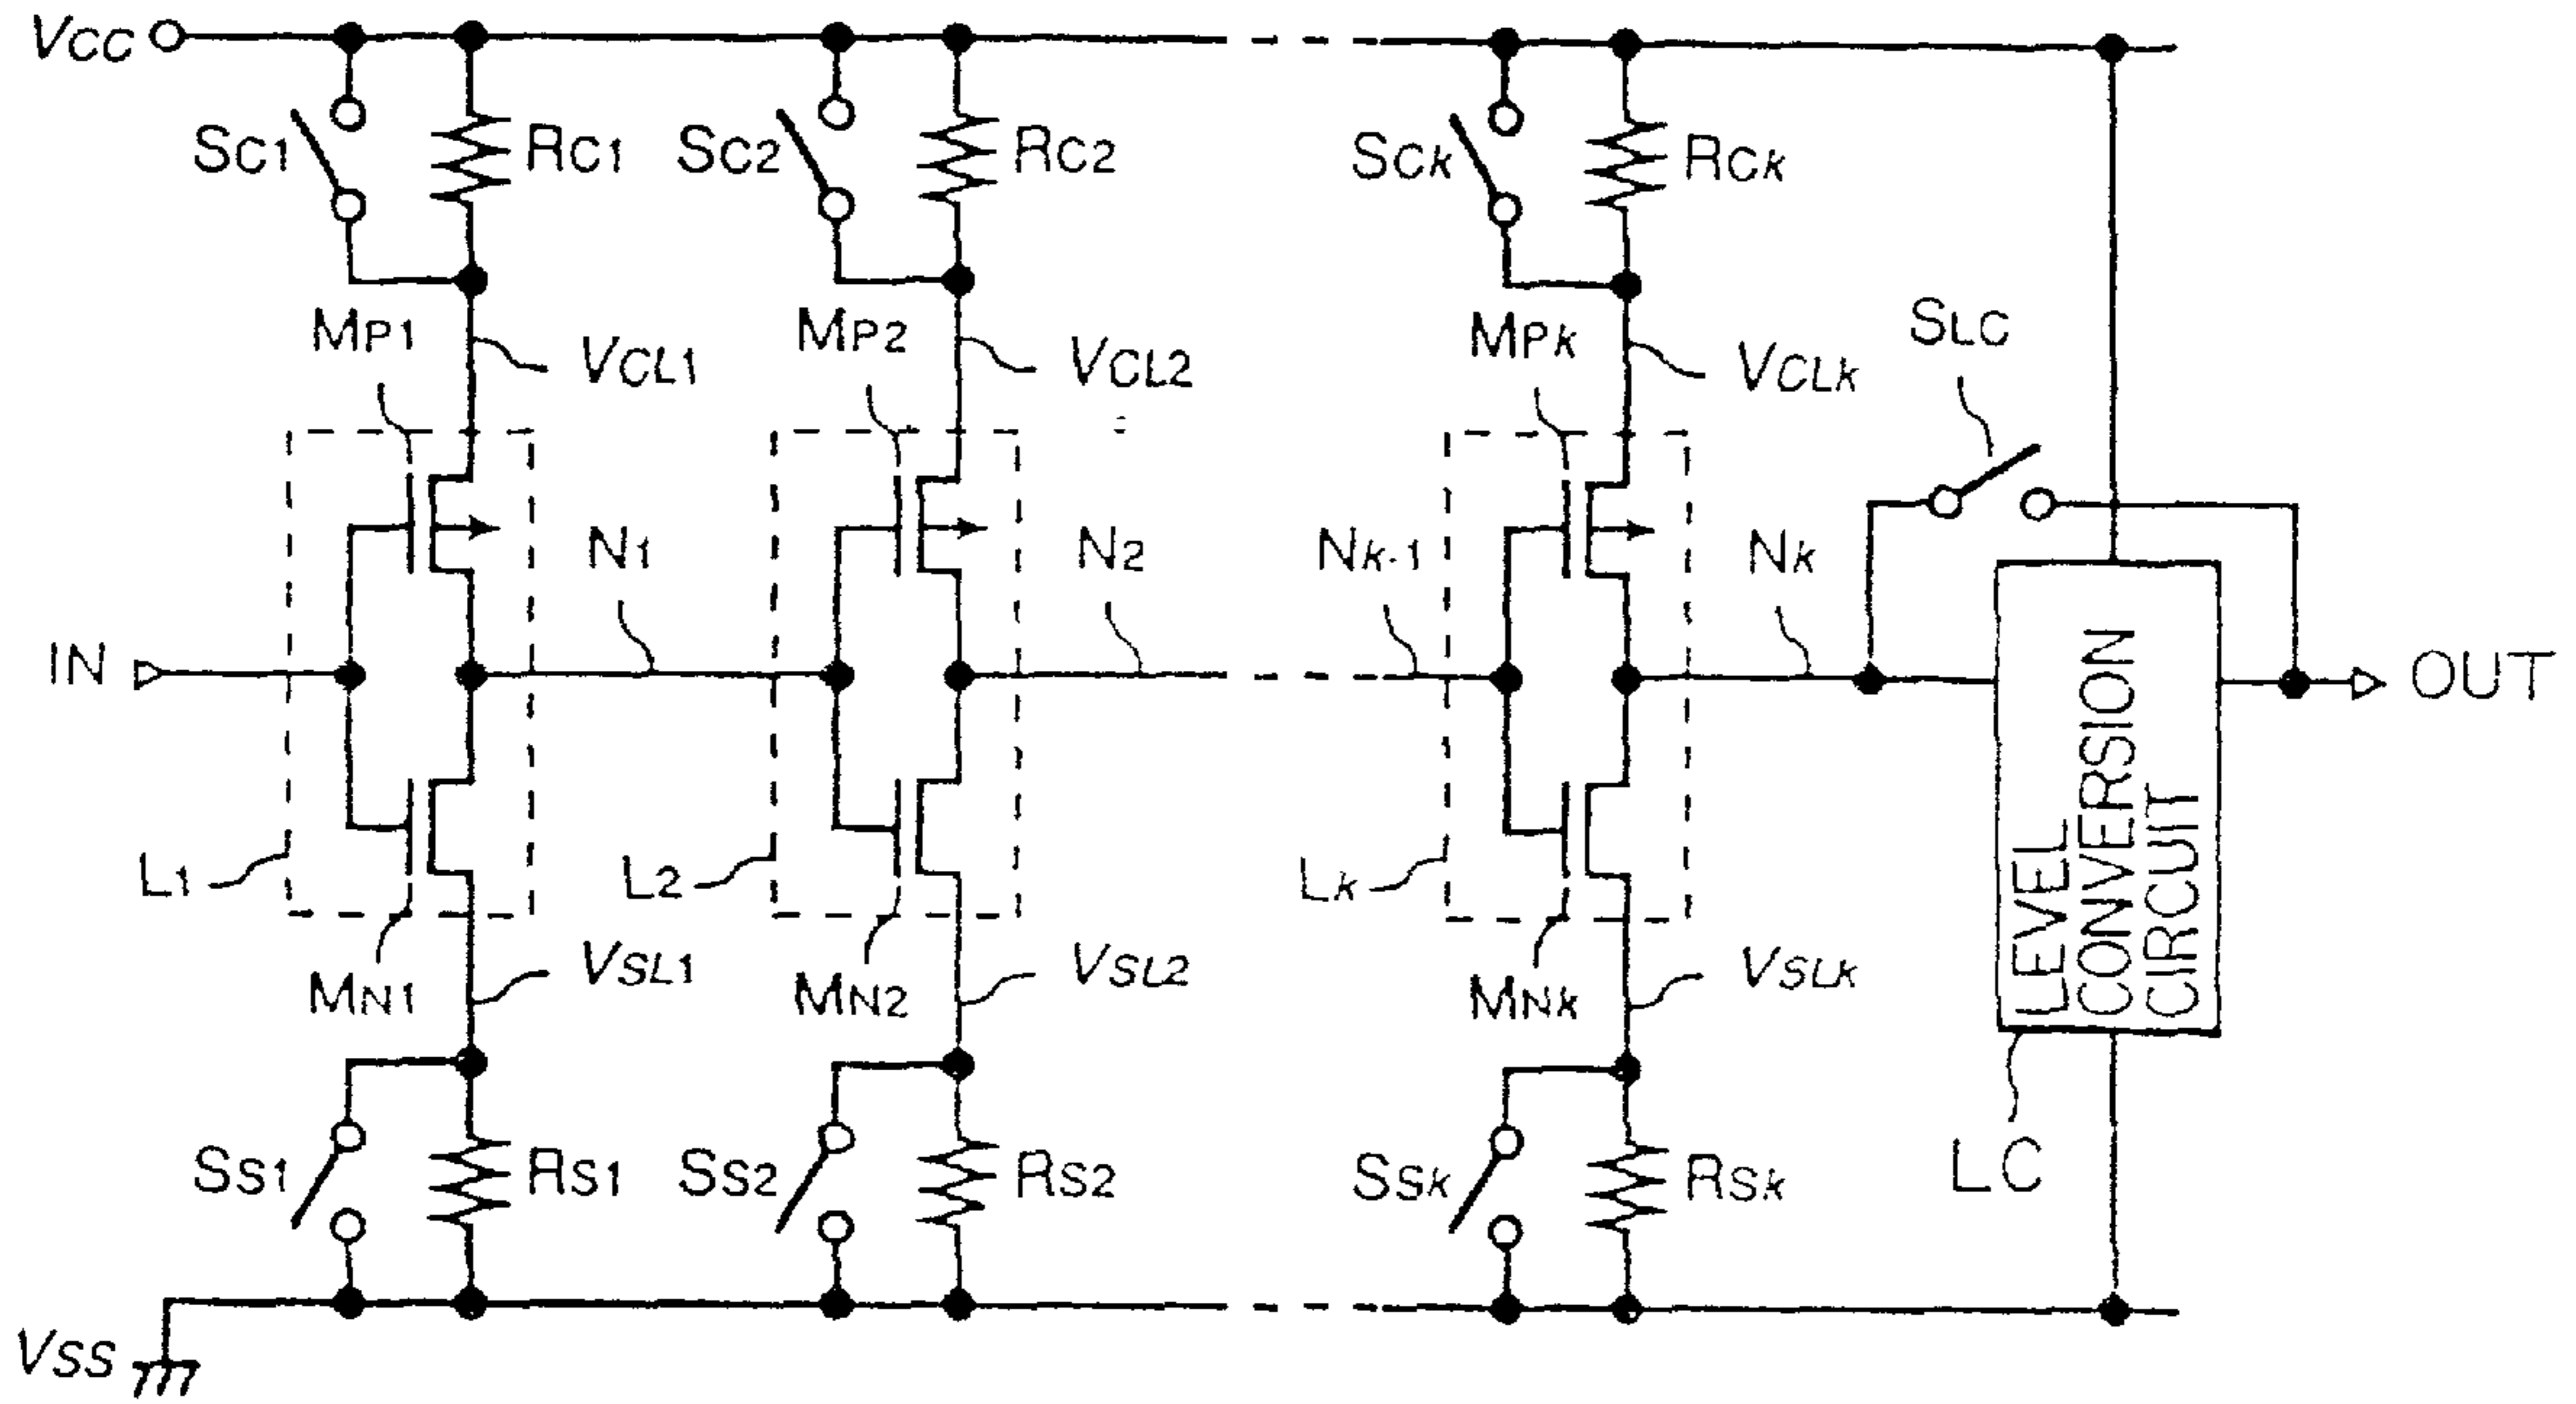 VCC
SC1
RC1
SC2
RC2
SCk
RCk
MP1
VCL1
MP2
VCL2
MPk
VCLk
SLC
IN
N1
N2
Nk-1
Nk
OUT
LEVEL
CONVERSION
CIRCUIT
L1
L2
Lk
MN1
VSL1
MN2
VSL2
MNk
VSLk
SS1
RS1
SS2
RS2
SSk
RSk
LC
VSS